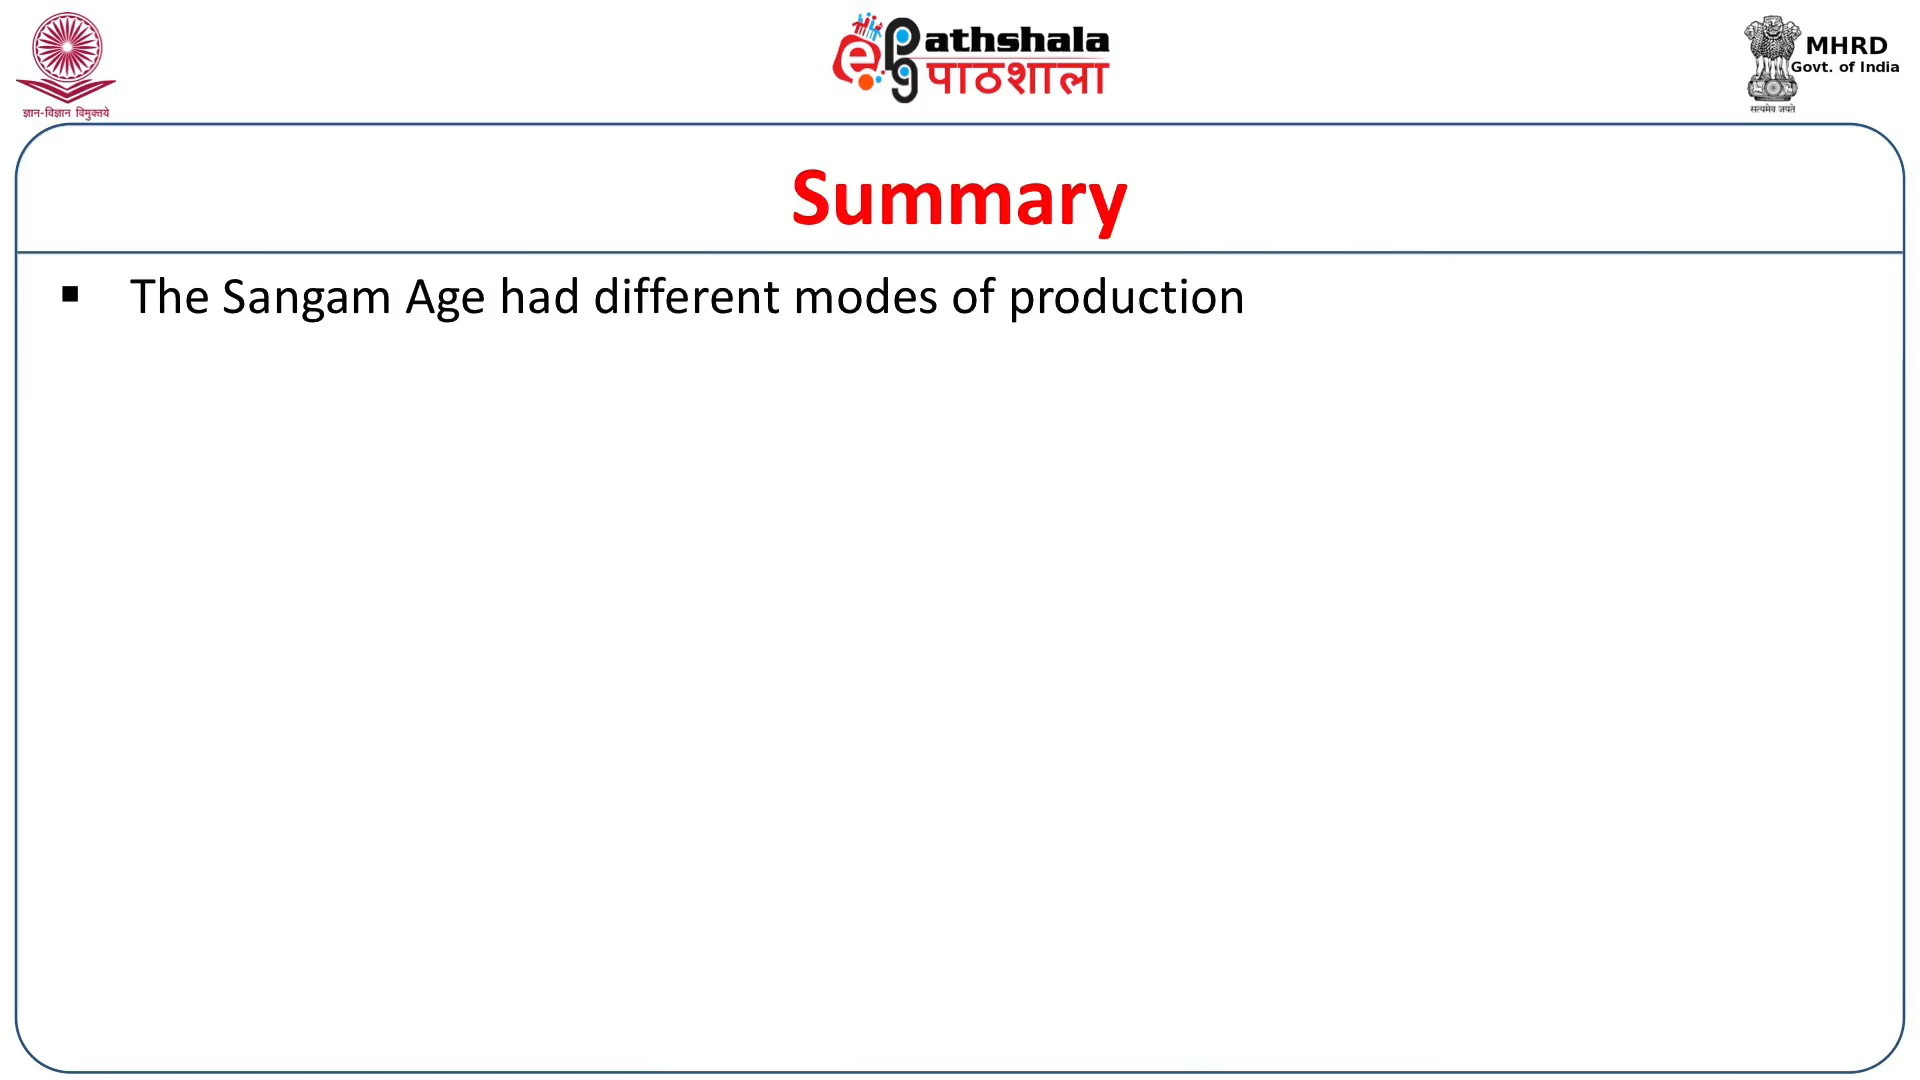 ज्ञान-विज्ञान विमुक्तये
ePathshala
पाठशाला
MHRD
Govt. of India
सत्यमेव जयते
Summary
▪ The Sangam Age had different modes of production